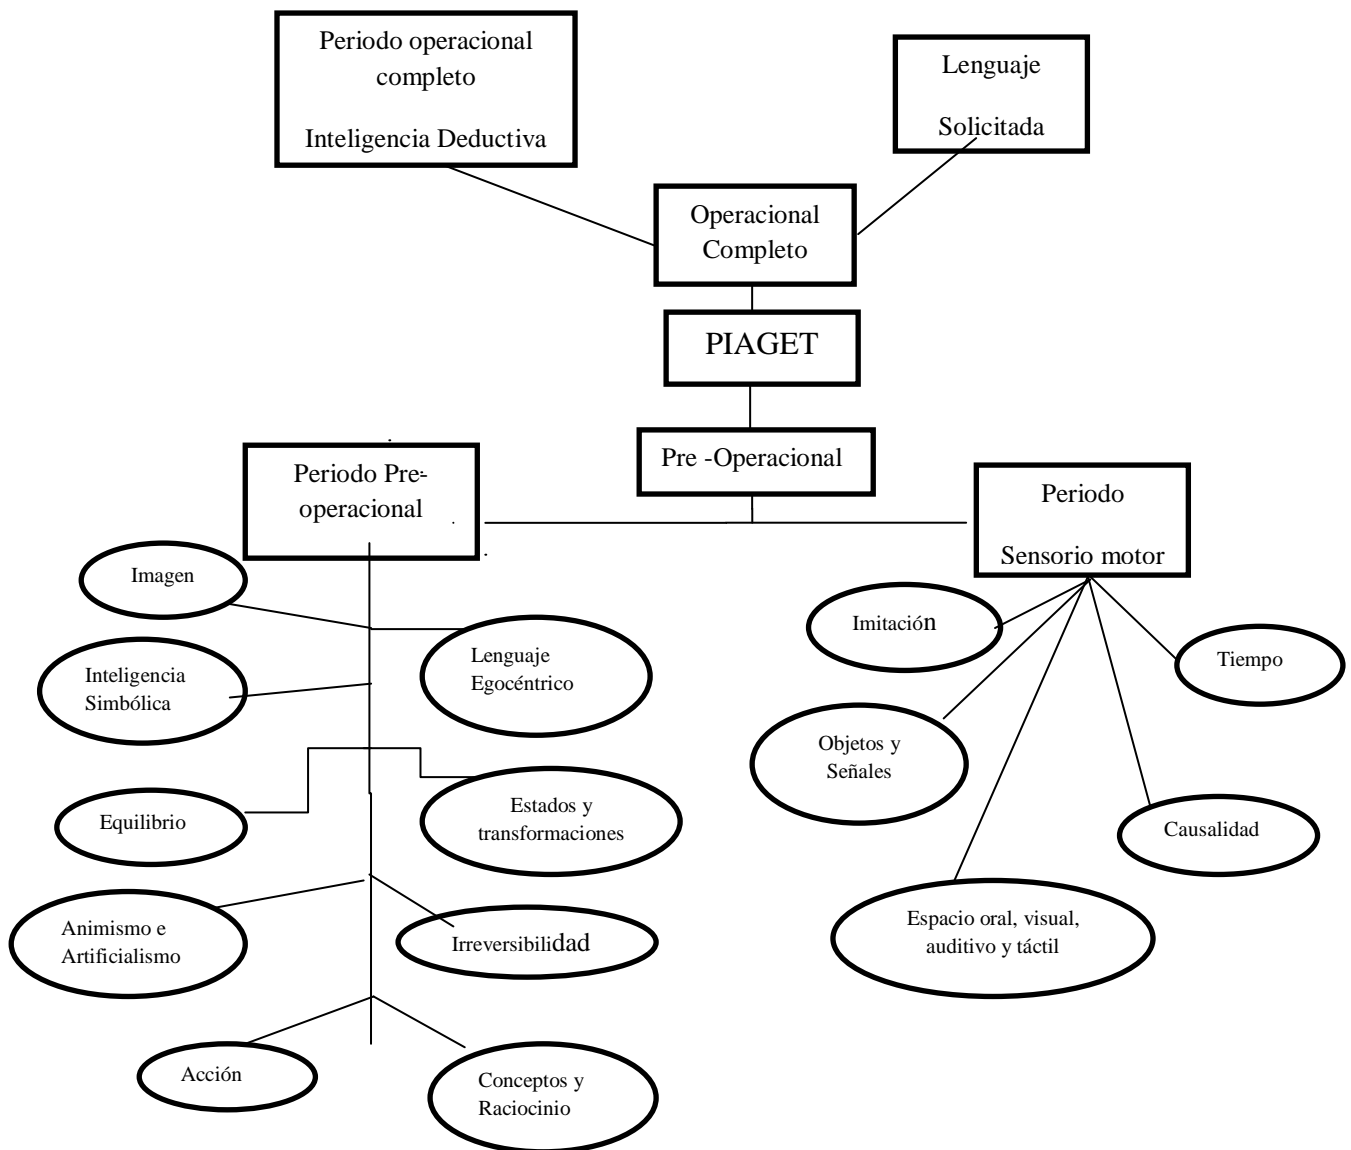 Periodo operacional
completo
Inteligencia Deductiva
Lenguaje
Solicitada
Operacional
Completo
PIAGET
Pre -Operacional
Periodo Pre-
operacional
Periodo
Sensorio motor
Imagen
Lenguaje
Egocéntrico
Inteligencia
Simbólica
Equilibrio
Estados y
transformaciones
Animismo e
Artificialismo
Irreversibilidad
Acción
Conceptos y
Raciocinio
Imitación
Tiempo
Objetos y
Señales
Causalidad
Espacio oral, visual,
auditivo y táctil